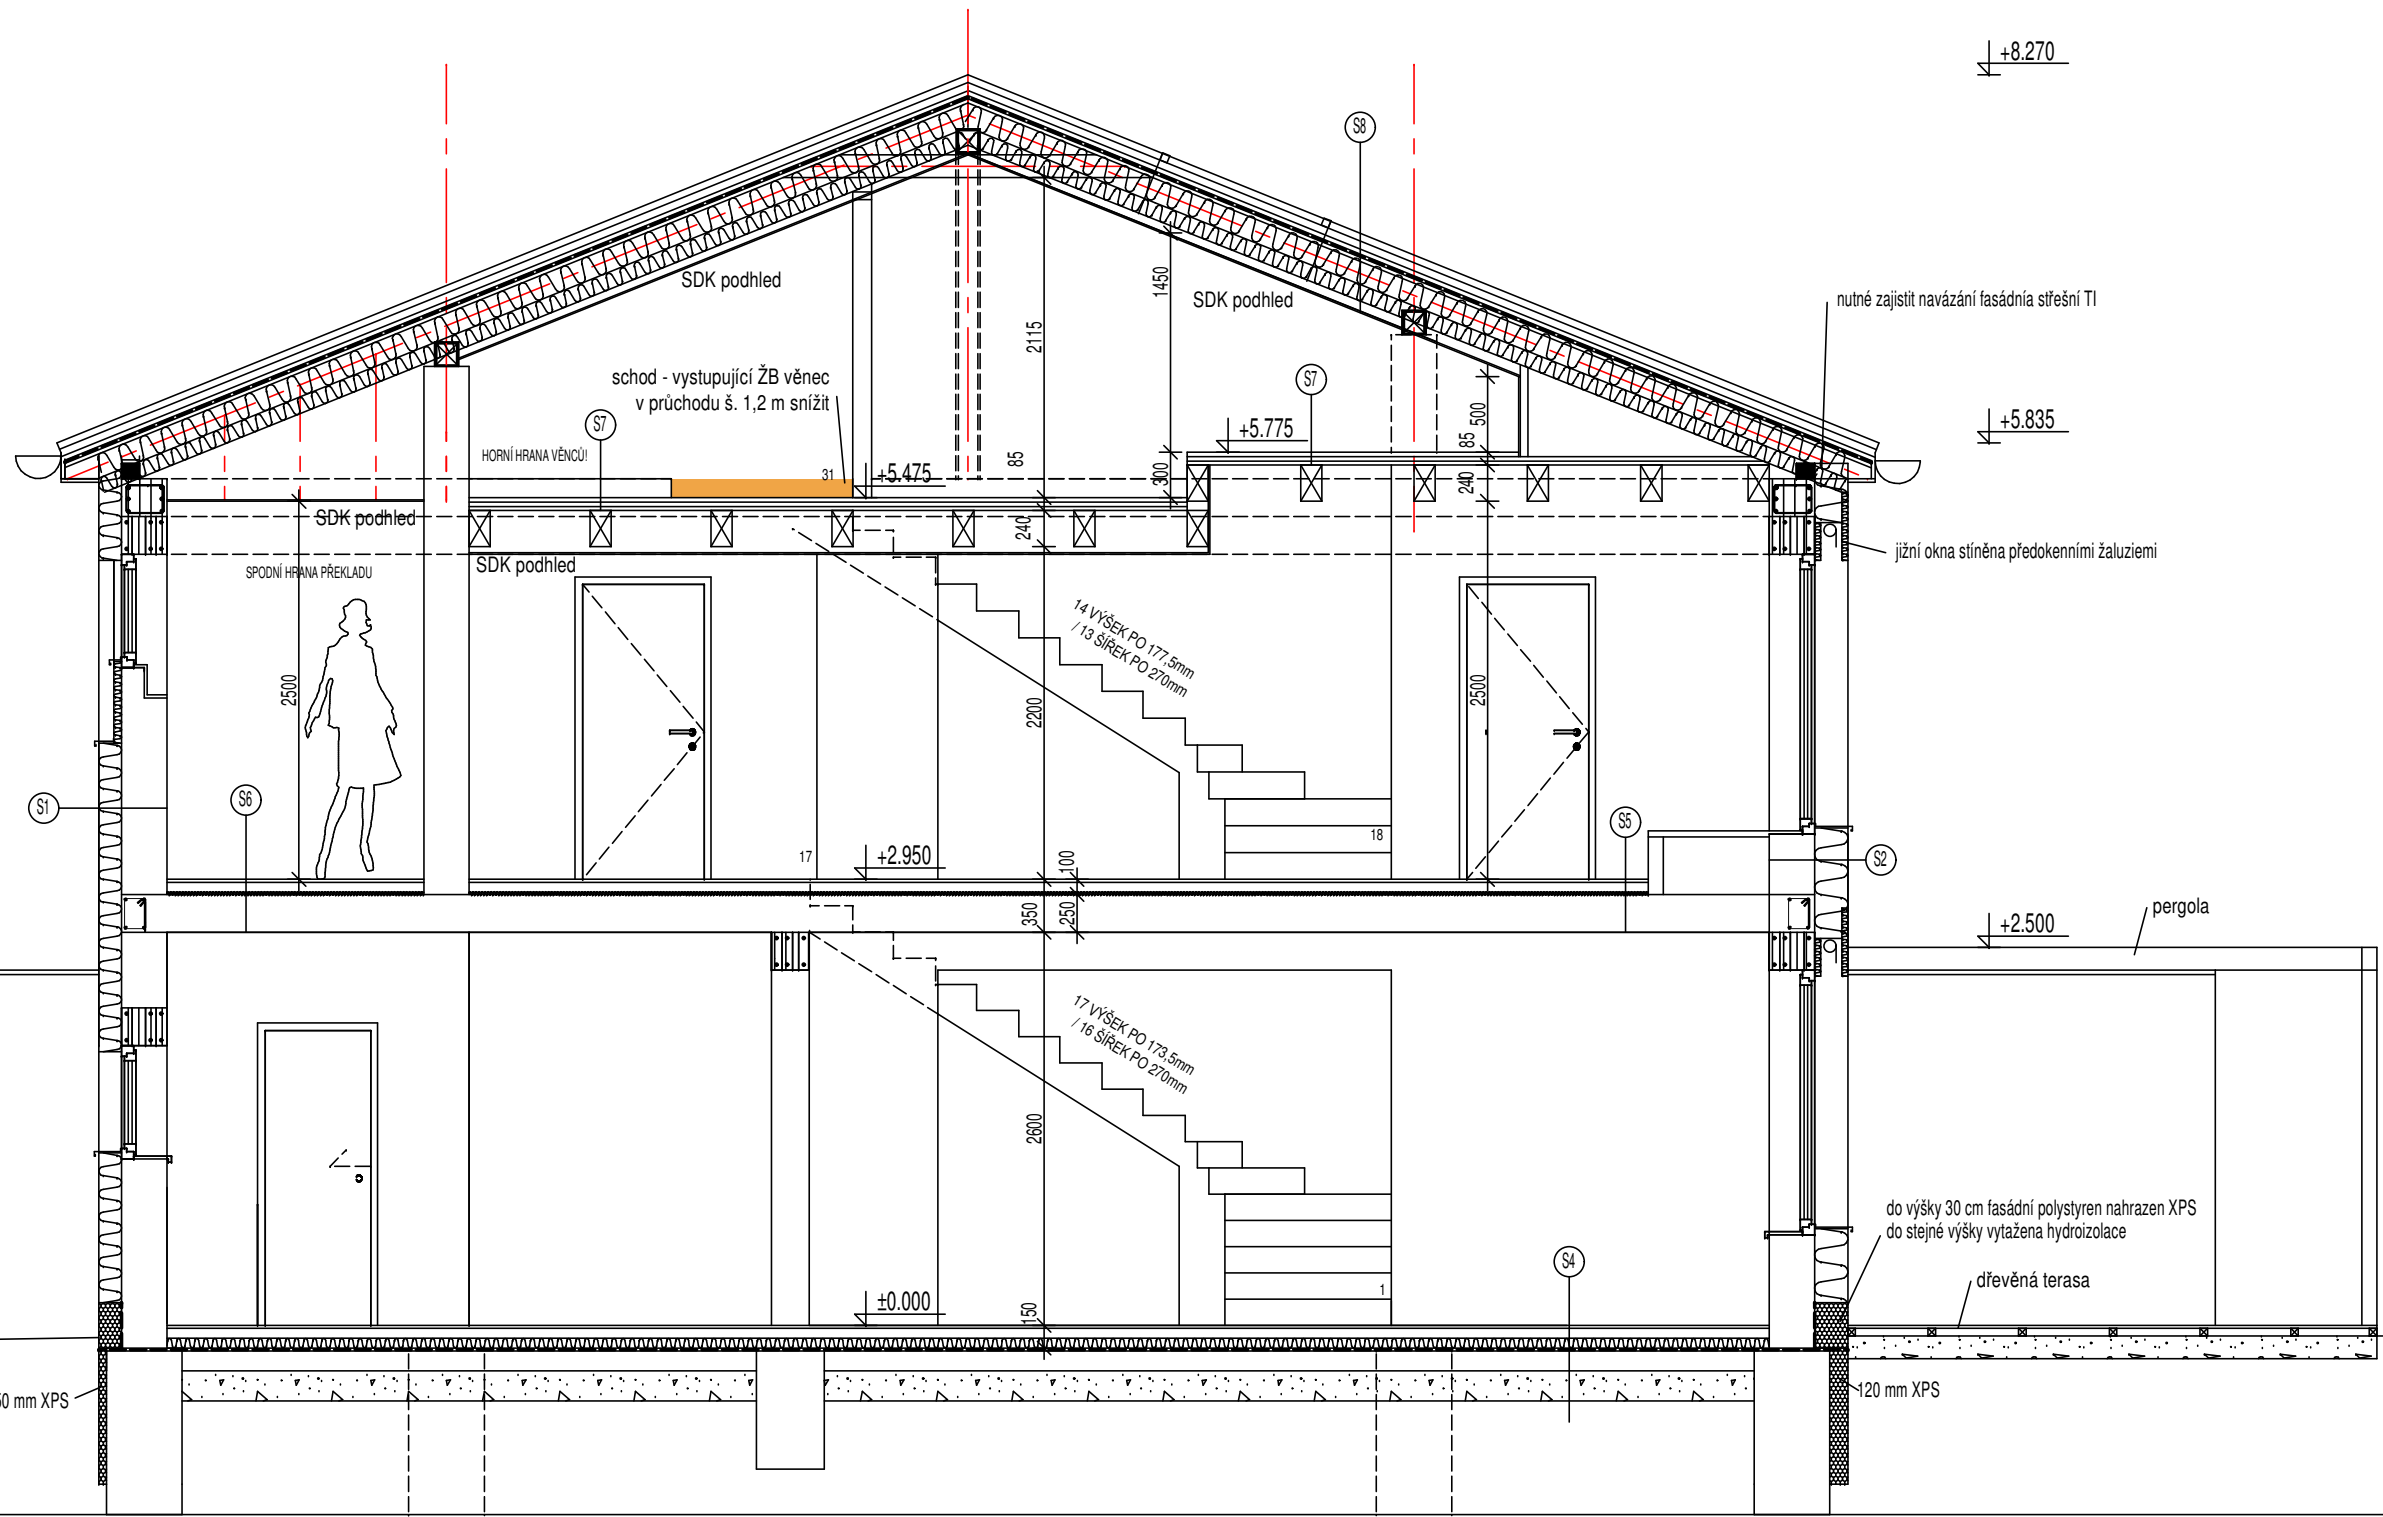 +8.270
S8
SDK podhled
1450
SDK podhled
nutné zajistit navázání fasádnía střešní TI
2115
schod - vystupující ŽB věnec
v průchodu š. 1,2 m snížit
S7
S7
500
+5.775
+5.835
85
HORNÍ HRANA VĚNCŮ!
85
31
+5.475
300
240
SDK podhled
240
SDK podhled
SPODNÍ HRANA PŘEKLADU
jižní okna stíněna předokenními žaluziemi
14 VÝŠEK PO 177,5mm
/ 13 ŠÍŘEK PO 270mm
2500
2200
2500
S1
S6
S5
18
17
+2.950
100
S2
350
250
+2.500
pergola
17 VÝŠEK PO 173,5mm
/ 16 ŠÍŘEK PO 270mm
2600
do výšky 30 cm fasádní polystyren nahrazen XPS
do stejné výšky vytažena hydroizolace
S4
dřevěná terasa
1
±0.000
150
50 mm XPS
120 mm XPS